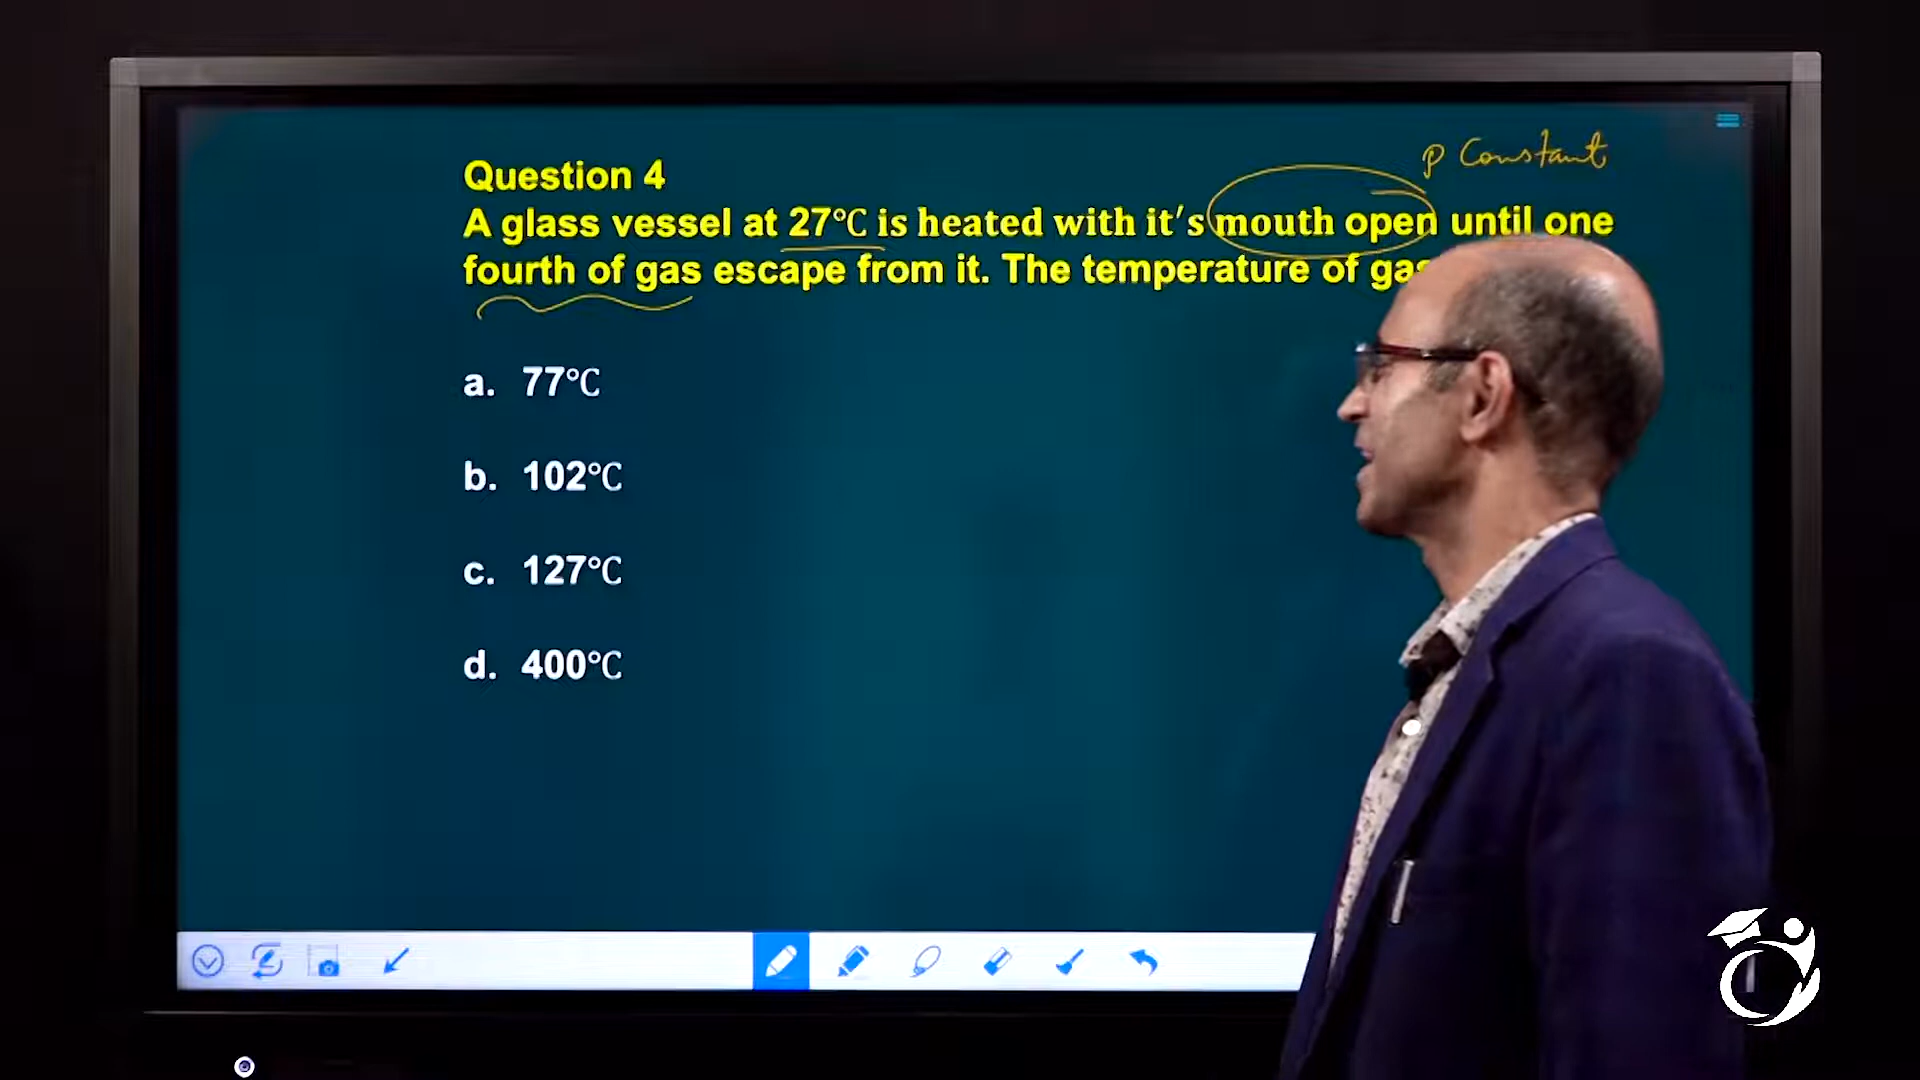 p Constant
Question 4
A glass vessel at 27°C is heated with it's mouth open until one
fourth of gas escape from it. The temperature of gas
a. 77°C
b. 102°C
c. 127°C
d. 400°C